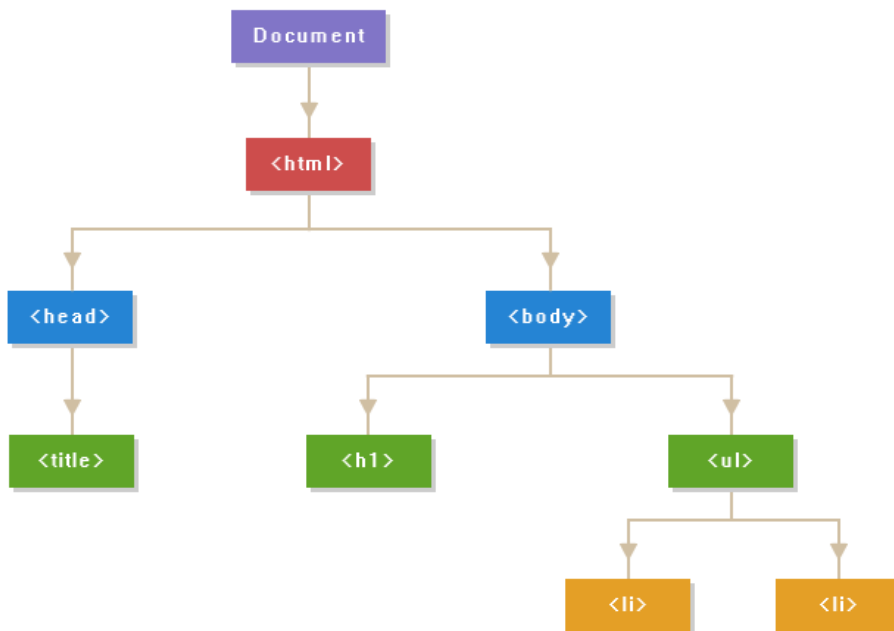 Document
<html>
<head>
<body>
<title>
<h1>
<ul>
<li>
<li>